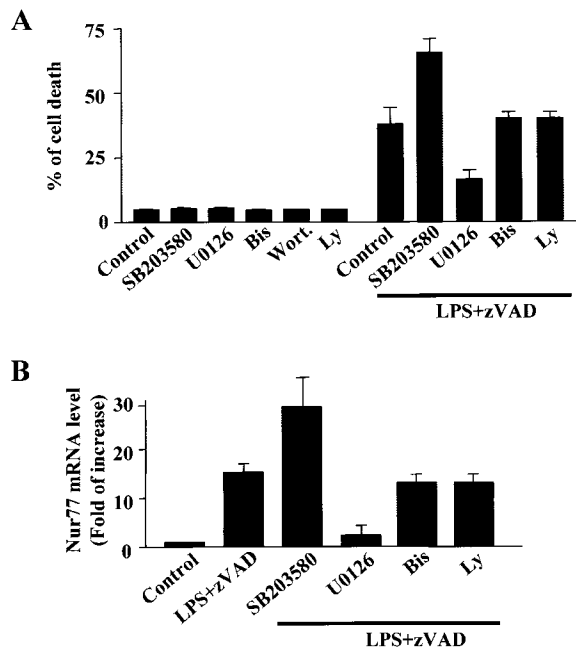 A
% of cell death
75
50
25
0
Control
SB203580
U0126
Bis
Wort.
Ly
Control
SB203580
U0126
Bis
Ly
LPS+zVAD
B
Nur77 mRNA level
(Fold of increase)
30
20
10
0
Control
LPS+zVAD
SB203580
U0126
Bis
Ly
LPS+zVAD